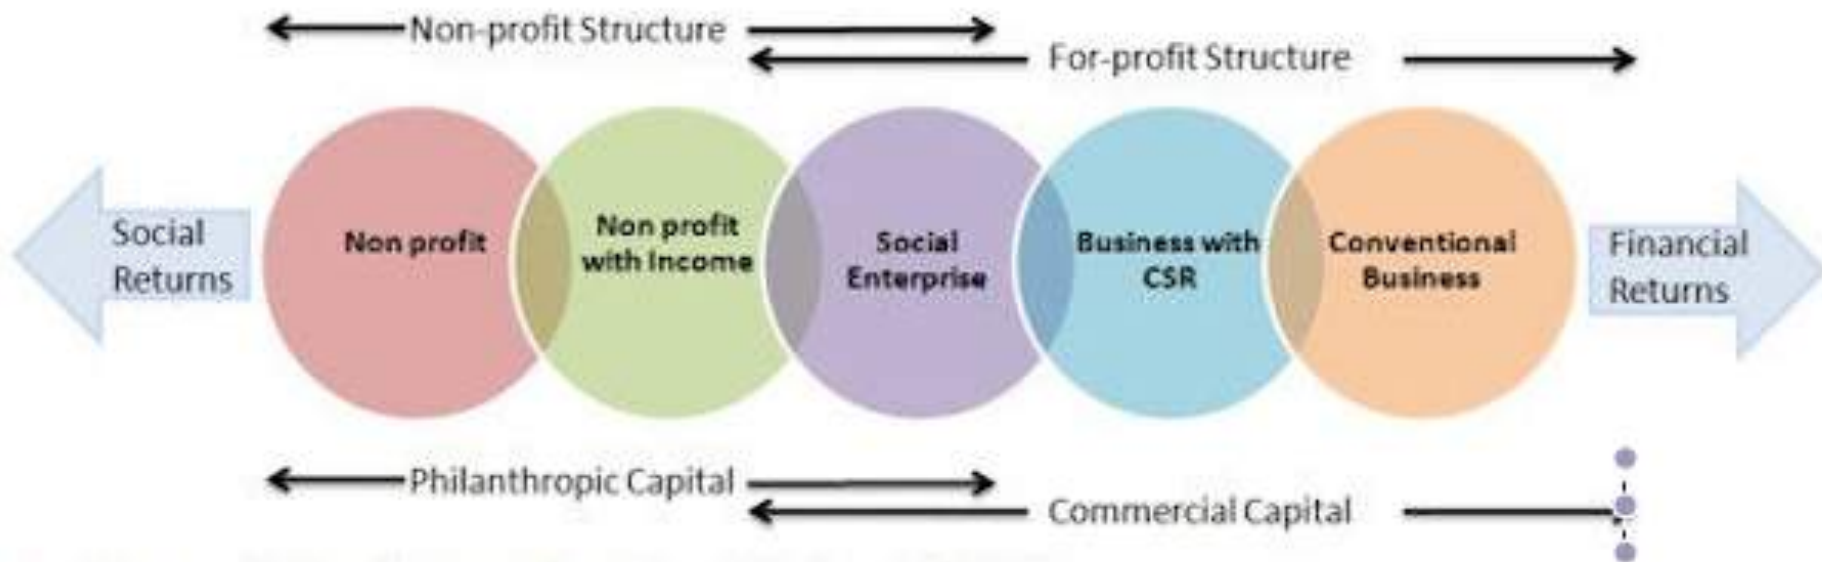 Non-profit Structure
For-profit Structure
Social
Returns
Non profit
Non profit
with Income
Social
Enterprise
Business with
CSR
Conventional
Business
Financial
Returns
Philanthropic Capital
Commercial Capital